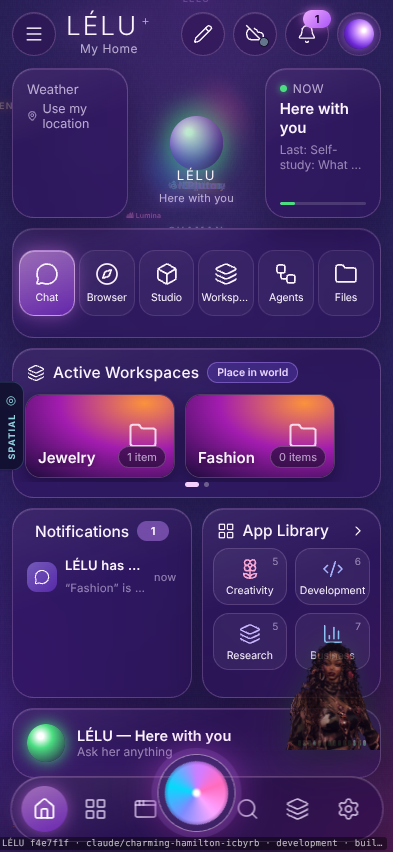 LÉLU +
My Home
1
Weather
Use my
location
LÉLU
Here with you
Lumina
NOW
Here with
you
Last: Self-
study: What ...
Chat
Browser
Studio
Worksp...
Agents
Files
SPATIAL
Active Workspaces
Place in world
Jewelry
1 item
Fashion
0 items
Notifications
1
LÉLU has ...
now
“Fashion” is ...
App Library
5
Creativity
6
Development
5
Research
7
LÉLU — Here with you
Ask her anything
LÉLU f4e7f1f · claude/charming-hamilton-icbyrb · development · buil…